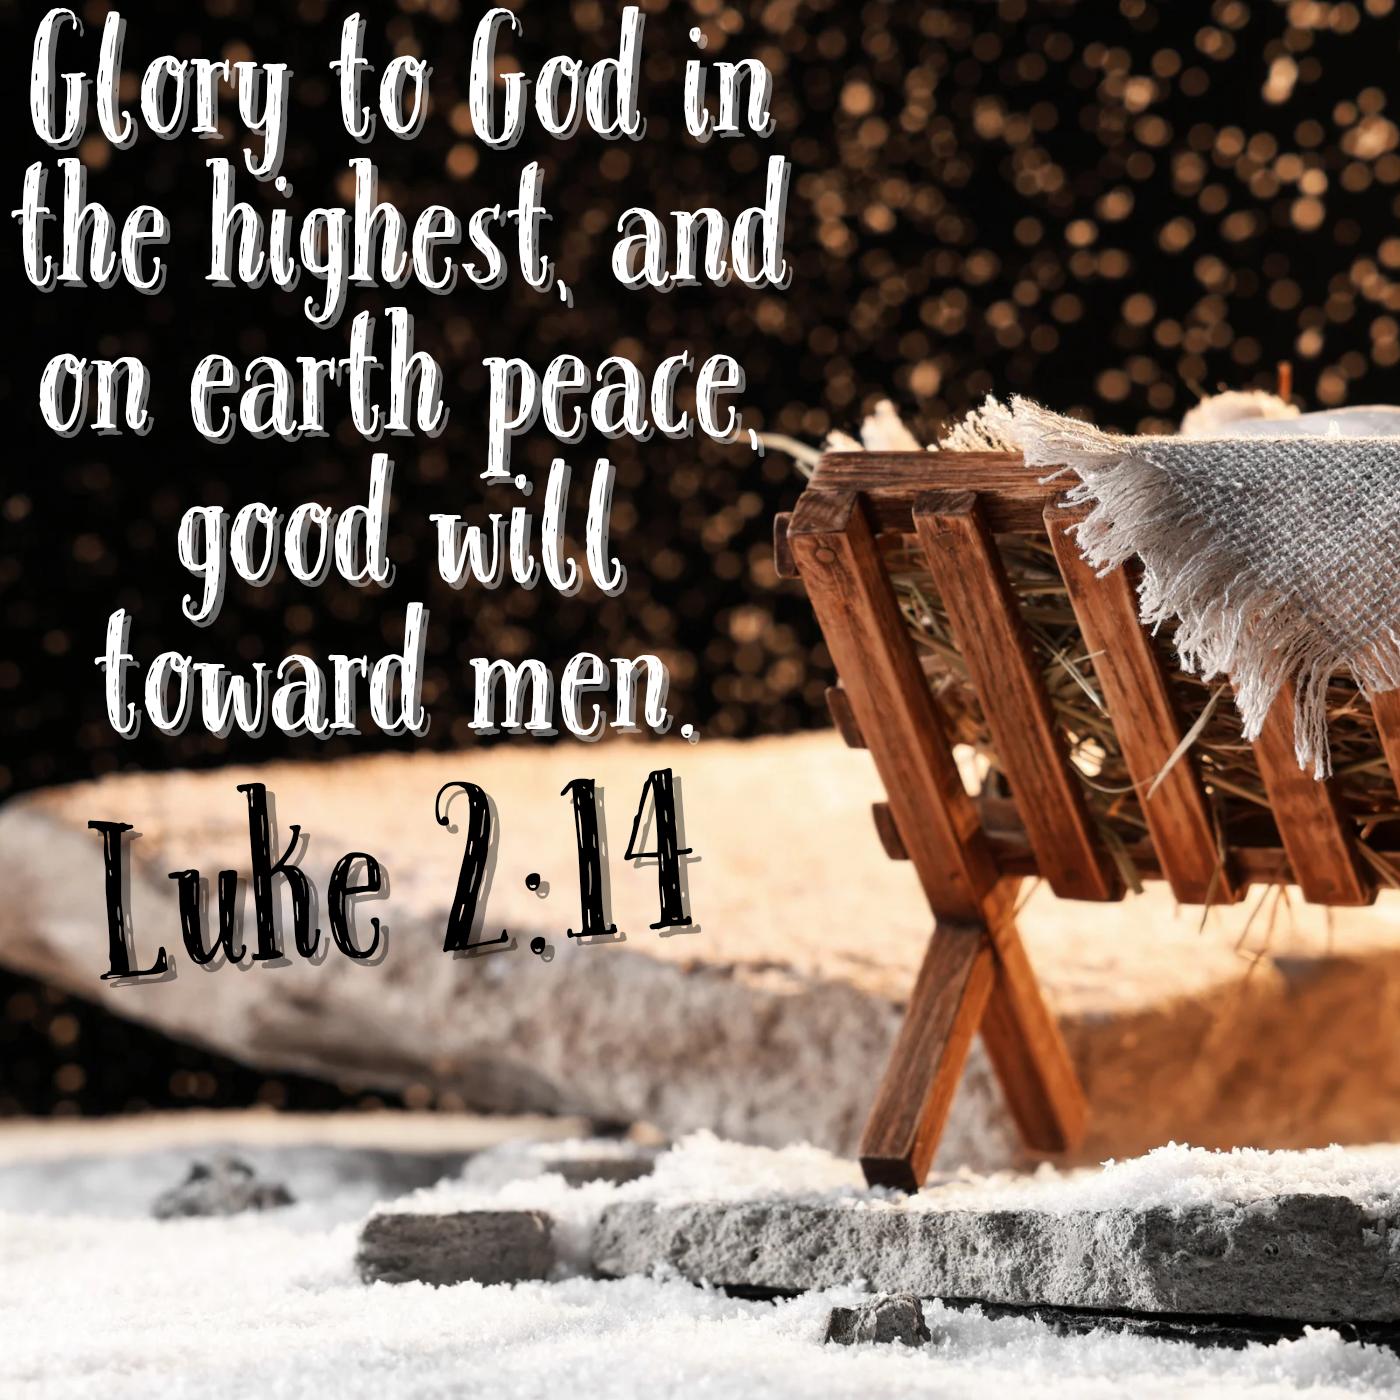 Glory to God in
the highest, and
on earth peace,
good will
toward men.
Luke 2:14